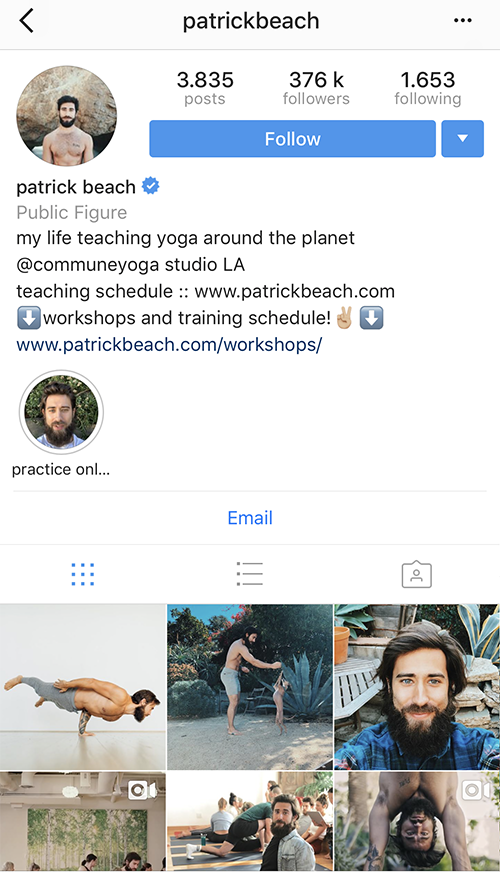 patrickbeach
3.835 376 k 1.653
posts followers following
Follow
patrick beach
Public Figure
my life teaching yoga around the planet
@communeyoga studio LA
teaching schedule :: www.patrickbeach.com
⬇️workshops and training schedule!✌🏼⬇️
www.patrickbeach.com/workshops/
practice onl...
Email